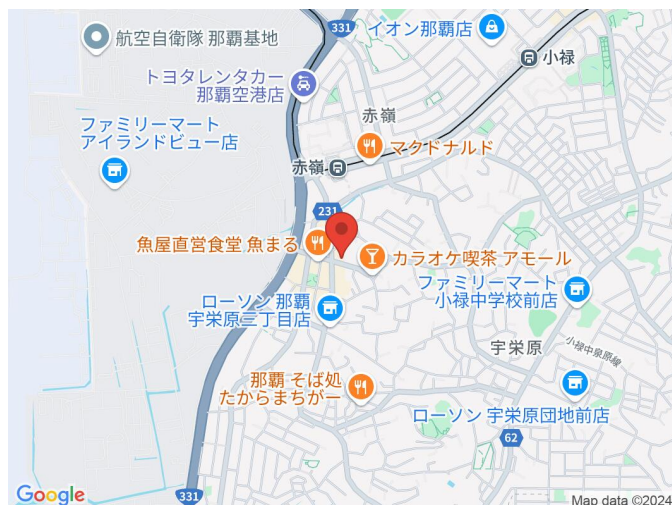 331
イオン那覇店
航空自衛隊 那覇基地
小禄
トヨタレンタカー
那覇空港店
赤嶺
ファミリーマート
アイランドビュー店
マクドナルド
赤嶺
231
魚屋直営食堂 魚まる
カラオケ喫茶 アモール
ファミリーマート
小禄中学校前店
ローソン 那覇
宇栄原三丁目店
宇栄原
小禄中央原線
那覇 そば処
たからまちがー
ローソン 宇栄原団地前店
62
331
Google
Map data ©2024